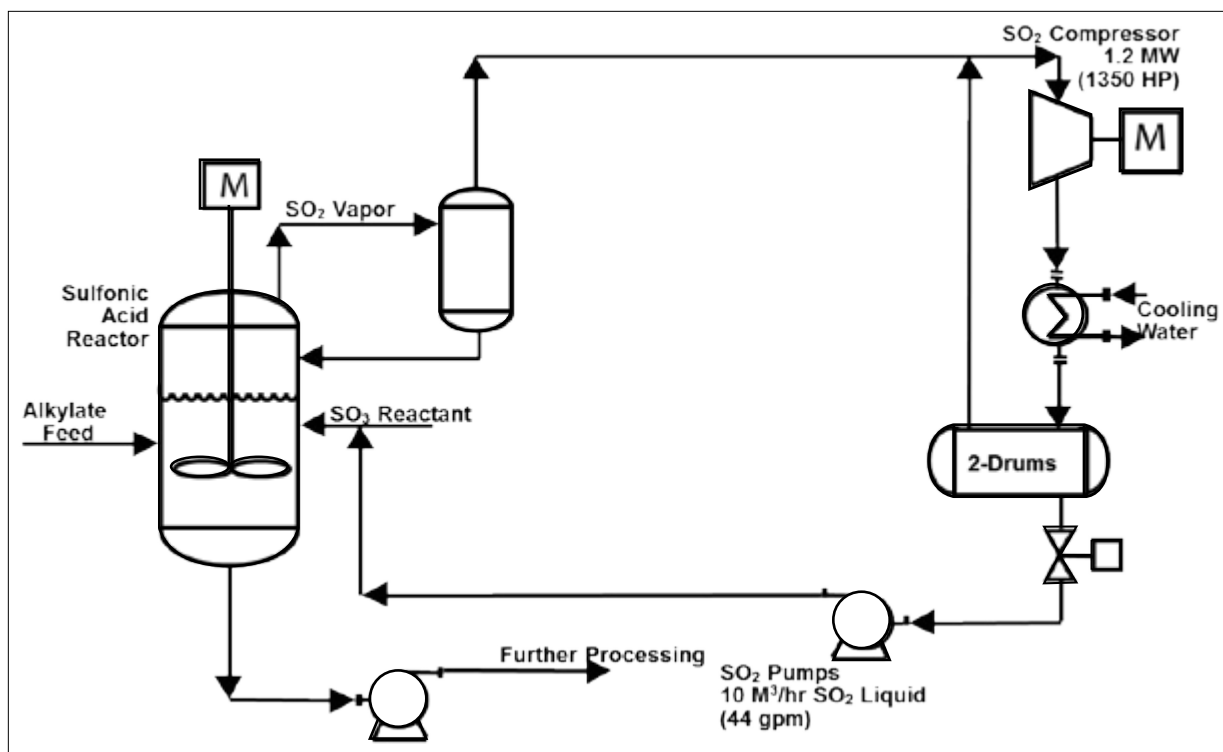 SO₂ Compressor
1.2 MW
(1350 HP)
M
M
SO₂ Vapor
Sulfonic
Acid
Reactor
Cooling
Water
Alkylate
Feed
SO₃ Reactant
2-Drums
Further Processing
SO₂ Pumps
10 M³/hr SO₂ Liquid
(44 gpm)